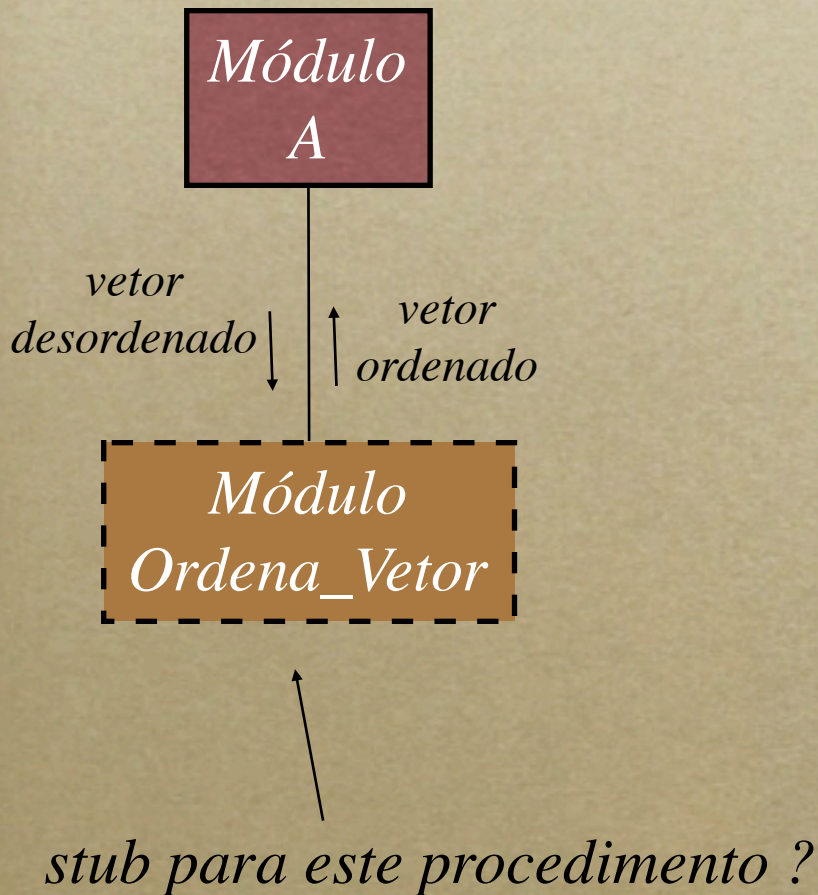 Módulo
A
vetor
desordenado
vetor
ordenado
Módulo
Ordena_Vetor
stub para este procedimento ?